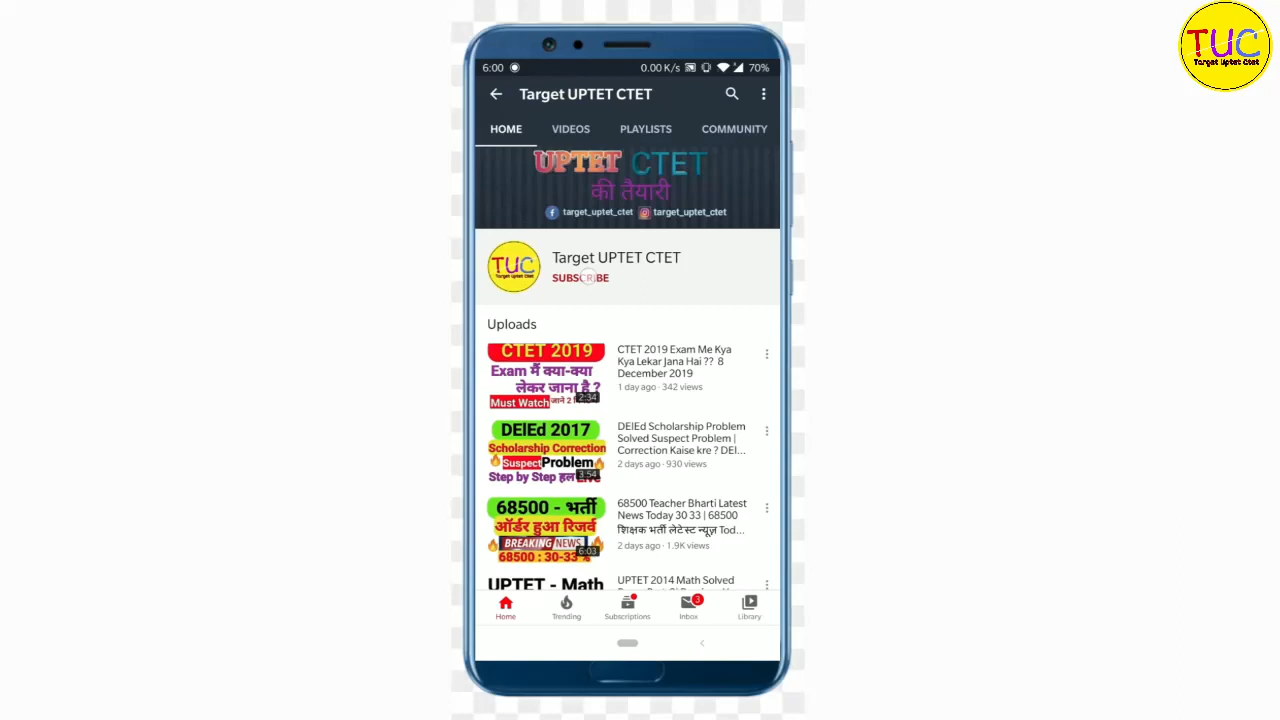 TUC
Target Uptet Ctet
6:00
0.00 K/s
70%
Target UPTET CTET
HOME VIDEOS PLAYLISTS COMMUNITY
UPTET CTET
की तैयारी
target_uptet_ctet target_uptet_ctet
TUC
Target Uptet Ctet
Target UPTET CTET
SUBSCRIBE
Uploads
CTET 2019
Exam मैं क्या-क्या
लेकर जाना है ?
Must Watch
2:34
CTET 2019 Exam Me Kya
Kya Lekar Jana Hai ?? 8
December 2019
1 day ago · 342 views
DElEd 2017
Scholarship Correction
Suspect Problem
Step by Step हल
3:54
DElEd Scholarship Problem
Solved Suspect Problem |
Correction Kaise kre ? DEl...
2 days ago · 930 views
68500 - भर्ती
ऑर्डर हुआ रिजर्व
BREAKING NEWS
68500 : 30-33 %
6:03
68500 Teacher Bharti Latest
News Today 30 33 | 68500
शिक्षक भर्ती लेटेस्ट न्यूज़ Tod...
2 days ago · 1.9K views
UPTET - Math
UPTET 2014 Math Solved
Home Trending Subscriptions 3 Inbox Library